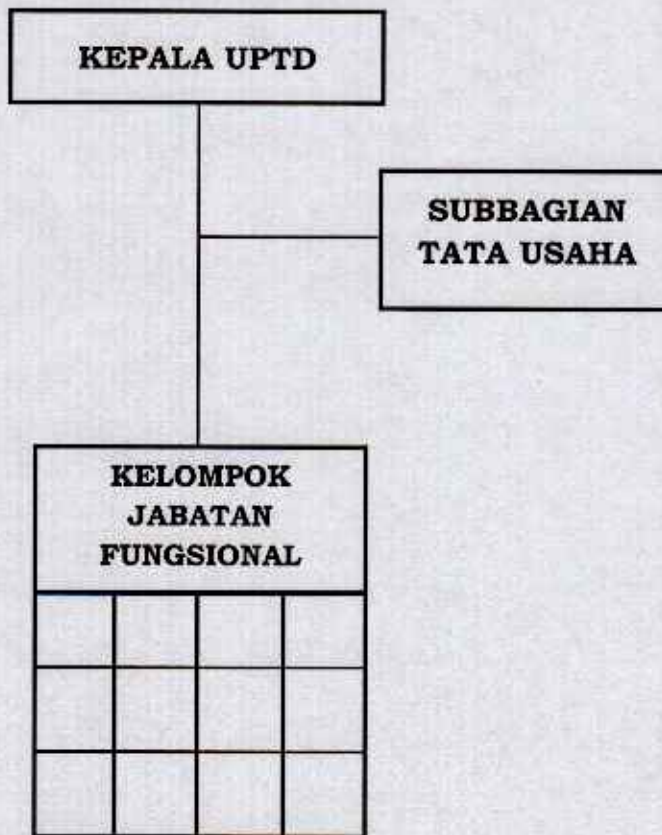 KEPALA UPTD
SUBBAGIAN
TATA USAHA
KELOMPOK
JABATAN
FUNGSIONAL